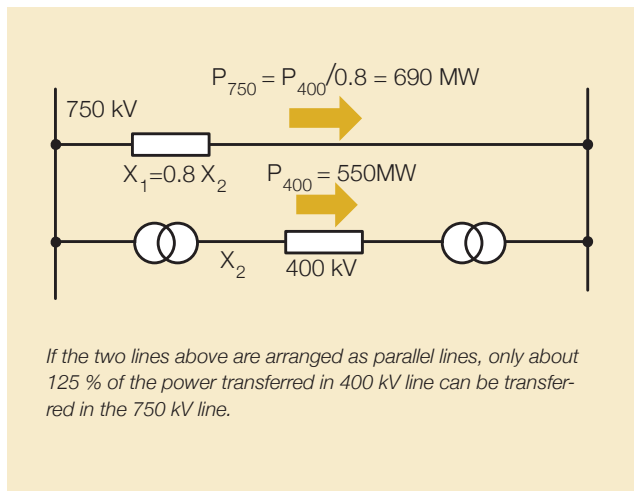 P750 = P400/0.8 = 690 MW
750 kV
X1=0.8 X2
P400 = 550MW
X2
400 kV
If the two lines above are arranged as parallel lines, only about
125 % of the power transferred in 400 kV line can be transfer-
red in the 750 kV line.